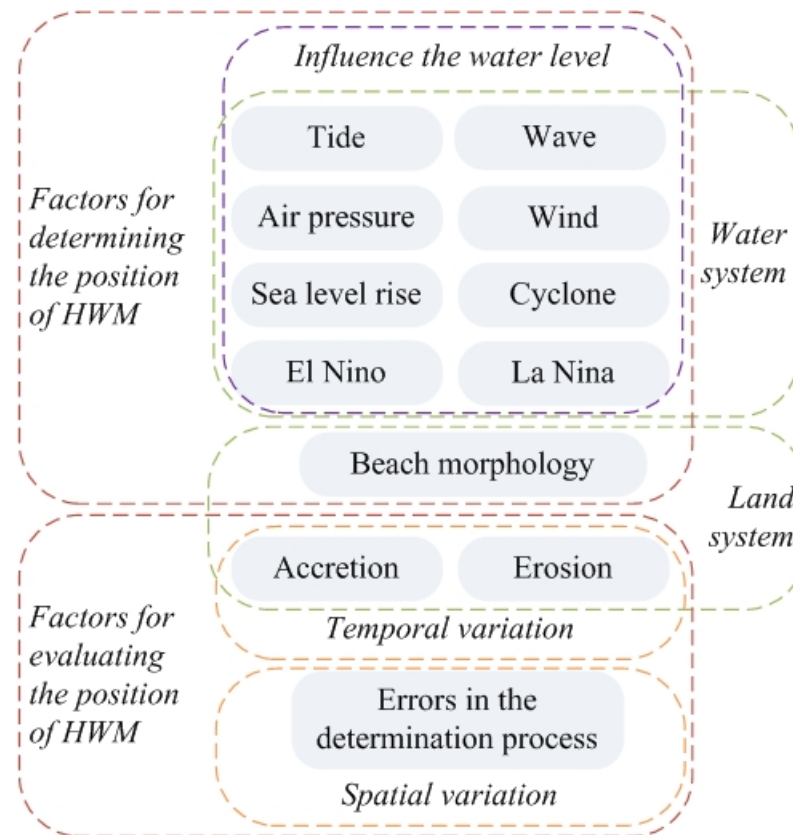 Influence the water level
Tide
Wave
Factors for
determining
the position
of HWM
Air pressure
Wind
Water
system
Sea level rise
Cyclone
El Nino
La Nina
Beach morphology
Land
system
Accretion
Erosion
Temporal variation
Factors for
evaluating
the position
of HWM
Errors in the
determination process
Spatial variation